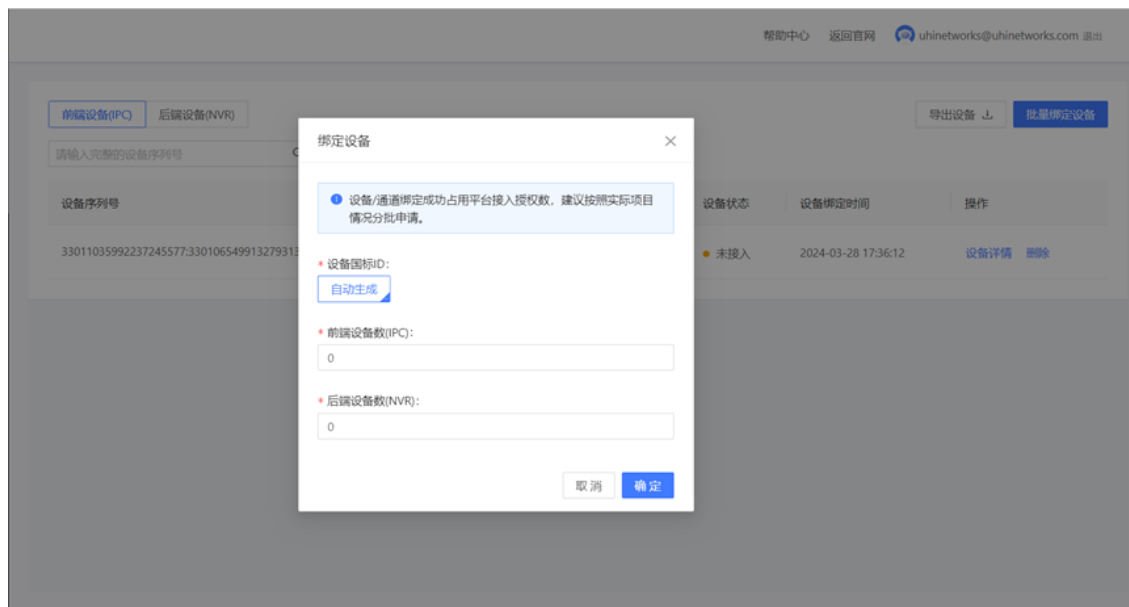 帮助中心 返回官网 uhinetworks@uhinetworks.com 退出
前端设备(IPC) 后端设备(NVR) 导出设备 批量绑定设备
请输入完整的设备序列号
设备序列号 设备状态 设备绑定时间 操作
33011035992237245577:330106549913279313 未接入 2024-03-28 17:36:12 设备详情 删除
绑定设备
设备/通道绑定成功占用平台接入授权数，建议按照实际项目
情况分批申请。
* 设备国标ID：
自动生成
* 前端设备数(IPC)：
0
* 后端设备数(NVR)：
0
取消 确定